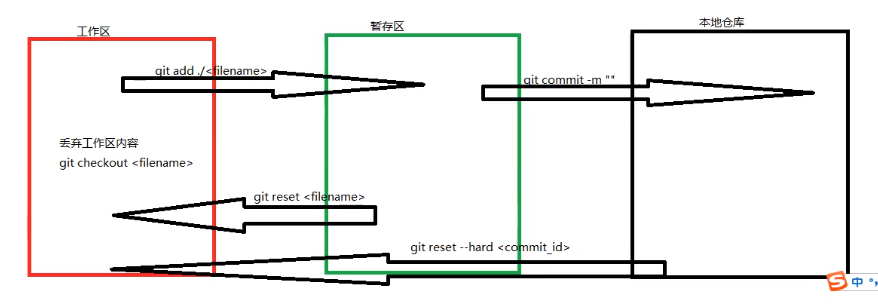 工作区
暂存区
本地仓库
git add ./<filename>
git commit -m ""
丢弃工作区内容
git checkout <filename>
git reset <filename>
git reset --hard <commit_id>
S 中 °,